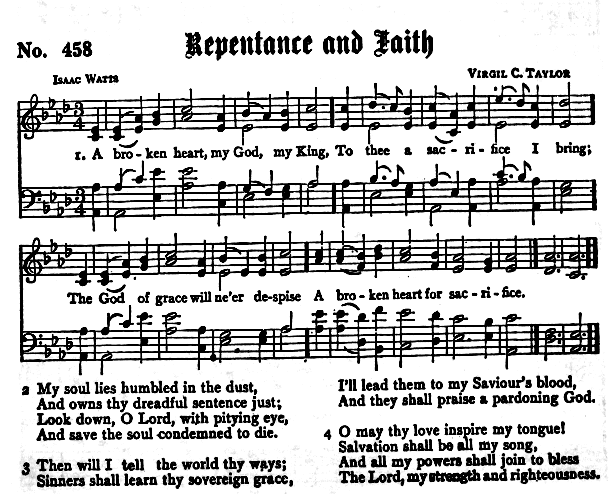 No. 458
Repentance and Faith
ISAAC WATTS
VIRGIL C. TAYLOR
1. A bro - ken heart, my God, my King, To thee a sac - ri - fice I bring;
The God of grace will ne'er de-spise A bro - ken heart for sac - ri - fice.
2 My soul lies humbled in the dust,
And owns thy dreadful sentence just;
Look down, O Lord, with pitying eye,
And save the soul condemned to die.
3 Then will I tell the world thy ways;
Sinners shall learn thy sovereign grace,
I'll lead them to my Saviour's blood,
And they shall praise a pardoning God.
4 O may thy love inspire my tongue!
Salvation shall be all my song,
And all my powers shall join to bless
The Lord, my strength and righteousness.